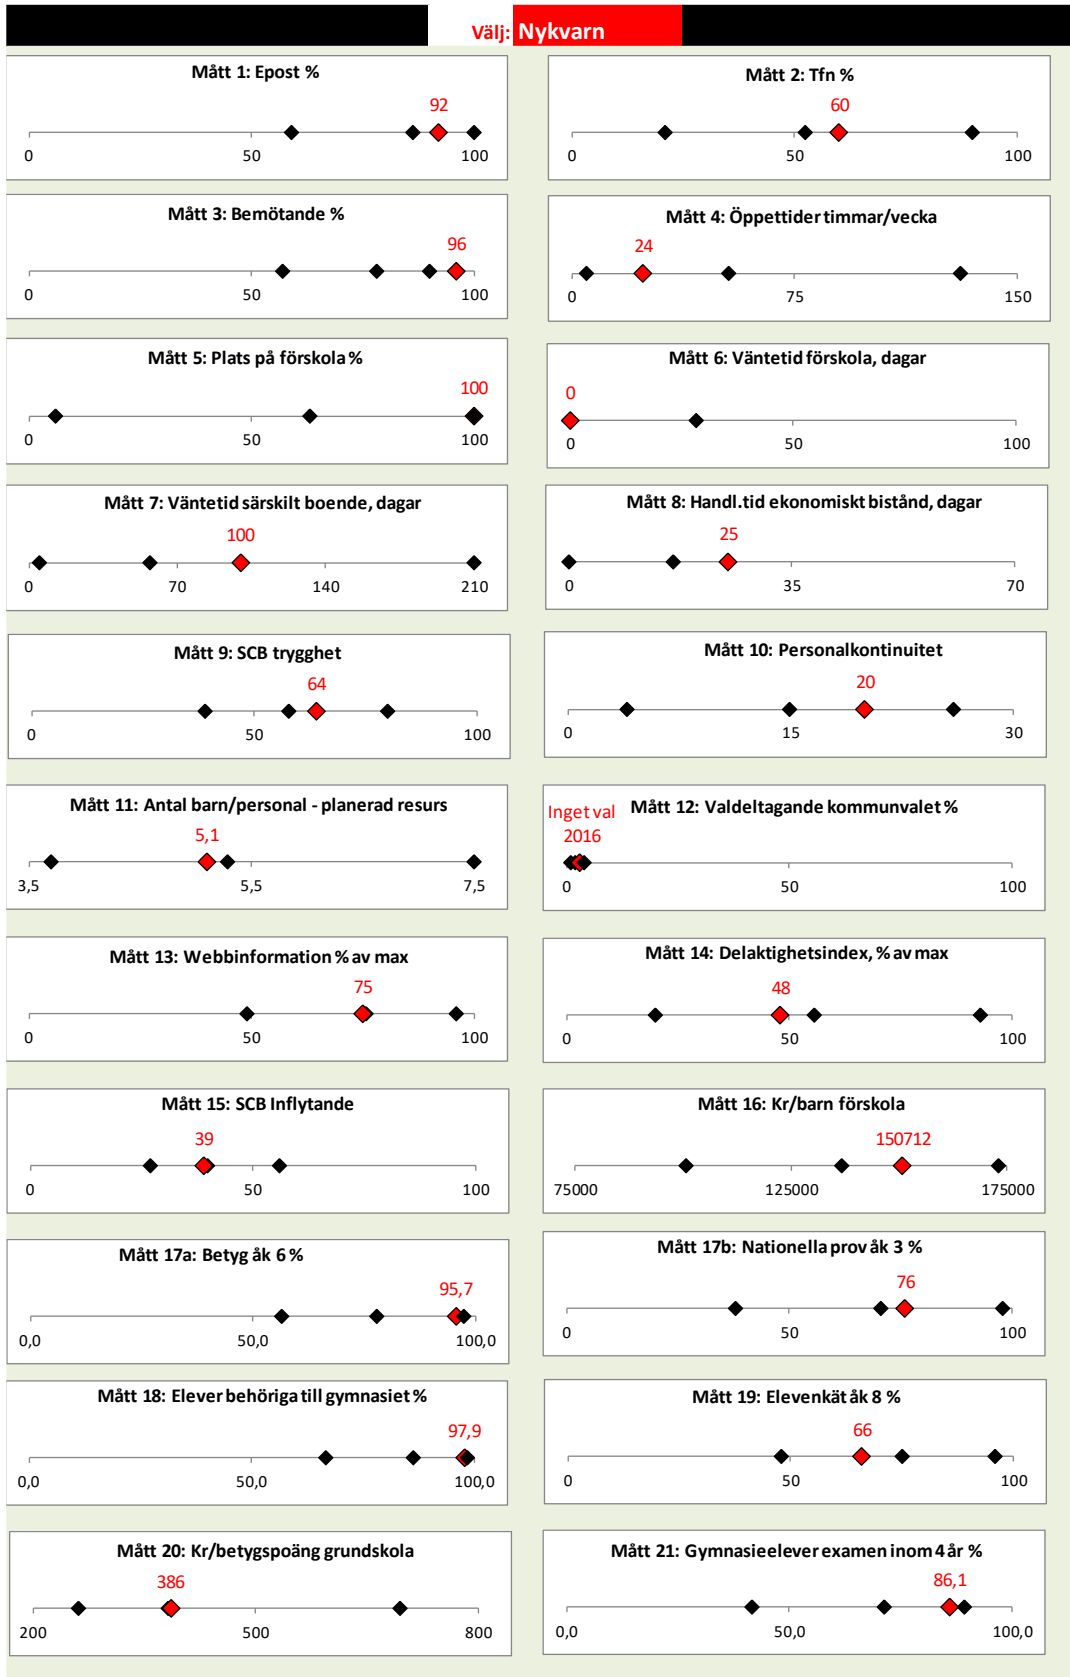 Välj: Nykvarn
Mått 1: Epost %
92
0 50 100
Mått 2: Tfn %
60
0 50 100
Mått 3: Bemötande %
96
0 50 100
Mått 4: Öppettider timmar/vecka
24
0 75 150
Mått 5: Plats på förskola %
100
0 50 100
Mått 6: Väntetid förskola, dagar
0
0 50 100
Mått 7: Väntetid särskilt boende, dagar
100
0 70 140 210
Mått 8: Handl.tid ekonomiskt bistånd, dagar
25
0 35 70
Mått 9: SCB trygghet
64
0 50 100
Mått 10: Personalkontinuitet
20
0 15 30
Mått 11: Antal barn/personal - planerad resurs
5,1
3,5 5,5 7,5
Mått 12: Valdeltagande kommunvalet %
Inget val
2016
0 50 100
Mått 13: Webbinformation % av max
75
0 50 100
Mått 14: Delaktighetsindex, % av max
48
0 50 100
Mått 15: SCB Inflytande
39
0 50 100
Mått 16: Kr/barn förskola
150712
75000 125000 175000
Mått 17a: Betyg åk 6 %
95,7
0,0 50,0 100,0
Mått 17b: Nationella prov åk 3 %
76
0 50 100
Mått 18: Elever behöriga till gymnasiet %
97,9
0,0 50,0 100,0
Mått 19: Elevenkät åk 8 %
66
0 50 100
Mått 20: Kr/betygspoäng grundskola
386
200 500 800
Mått 21: Gymnasieelever examen inom 4 år %
86,1
0,0 50,0 100,0